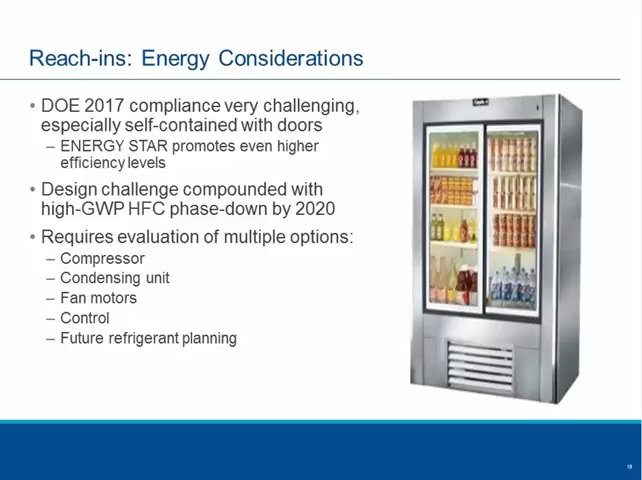 Reach-ins: Energy Considerations
• DOE 2017 compliance very challenging,
especially self-contained with doors
– ENERGY STAR promotes even higher
efficiency levels
• Design challenge compounded with
high-GWP HFC phase-down by 2020
• Requires evaluation of multiple options:
– Compressor
– Condensing unit
– Fan motors
– Control
– Future refrigerant planning
19